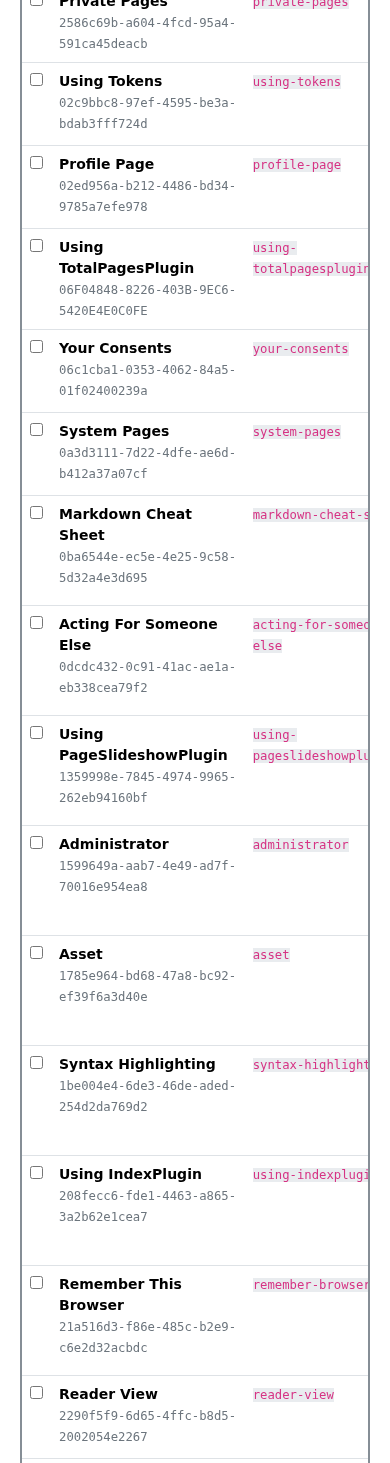 Private Pages private-pages
2586c69b-a604-4fcd-95a4-
591ca45deacb
Using Tokens using-tokens
02c9bbc8-97ef-4595-be3a-
bdab3fff724d
Profile Page profile-page
02ed956a-b212-4486-bd34-
9785a7efe978
Using using-
TotalPagesPlugin totalpagesplugin
06F04848-8226-403B-9EC6-
5420E4E0C0FE
Your Consents your-consents
06c1cba1-0353-4062-84a5-
01f02400239a
System Pages system-pages
0a3d3111-7d22-4dfe-ae6d-
b412a37a07cf
Markdown Cheat markdown-cheat-s
Sheet
0ba6544e-ec5e-4e25-9c58-
5d32a4e3d695
Acting For Someone acting-for-someo
Else else
0dcdc432-0c91-41ac-ae1a-
eb338cea79f2
Using using-
PageSlideshowPlugin pageslideshowplu
1359998e-7845-4974-9965-
262eb94160bf
Administrator administrator
1599649a-aab7-4e49-ad7f-
70016e954ea8
Asset asset
1785e964-bd68-47a8-bc92-
ef39f6a3d40e
Syntax Highlighting syntax-highlight
1be004e4-6de3-46de-aded-
254d2da769d2
Using IndexPlugin using-indexplugi
208fecc6-fde1-4463-a865-
3a2b62e1cea7
Remember This remember-browser
Browser
21a516d3-f86e-485c-b2e9-
c6e2d32acbdc
Reader View reader-view
2290f5f9-6d65-4ffc-b8d5-
2002054e2267